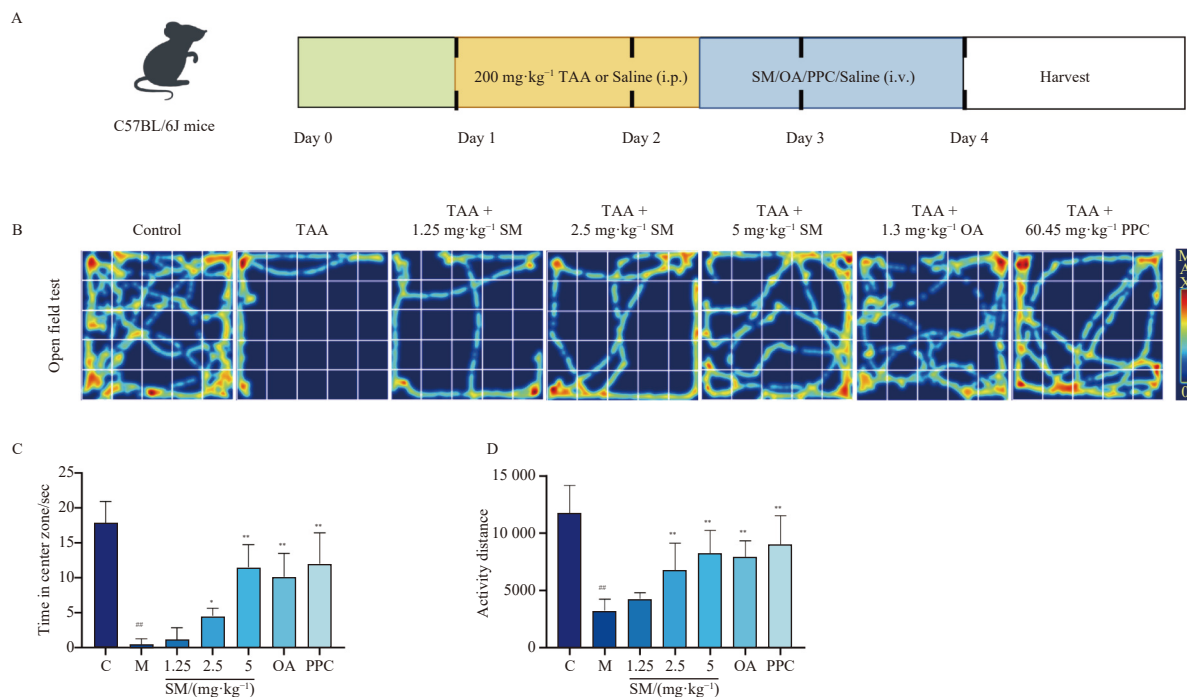 A
C57BL/6J mice
200 mg·kg⁻¹ TAA or Saline (i.p.)
SM/OA/PPC/Saline (i.v.)
Harvest
Day 0
Day 1
Day 2
Day 3
Day 4
B
Open field test
Control
TAA
TAA +
1.25 mg·kg⁻¹ SM
TAA +
2.5 mg·kg⁻¹ SM
TAA +
5 mg·kg⁻¹ SM
TAA +
1.3 mg·kg⁻¹ OA
TAA +
60.45 mg·kg⁻¹ PPC
MAX
0
C
Time in center zone/sec
25
20
15
10
5
0
##
*
**
**
**
C
M
1.25
2.5
5
OA
PPC
SM/(mg·kg⁻¹)
D
Activity distance
15 000
10 000
5000
0
##
**
**
**
**
C
M
1.25
2.5
5
OA
PPC
SM/(mg·kg⁻¹)